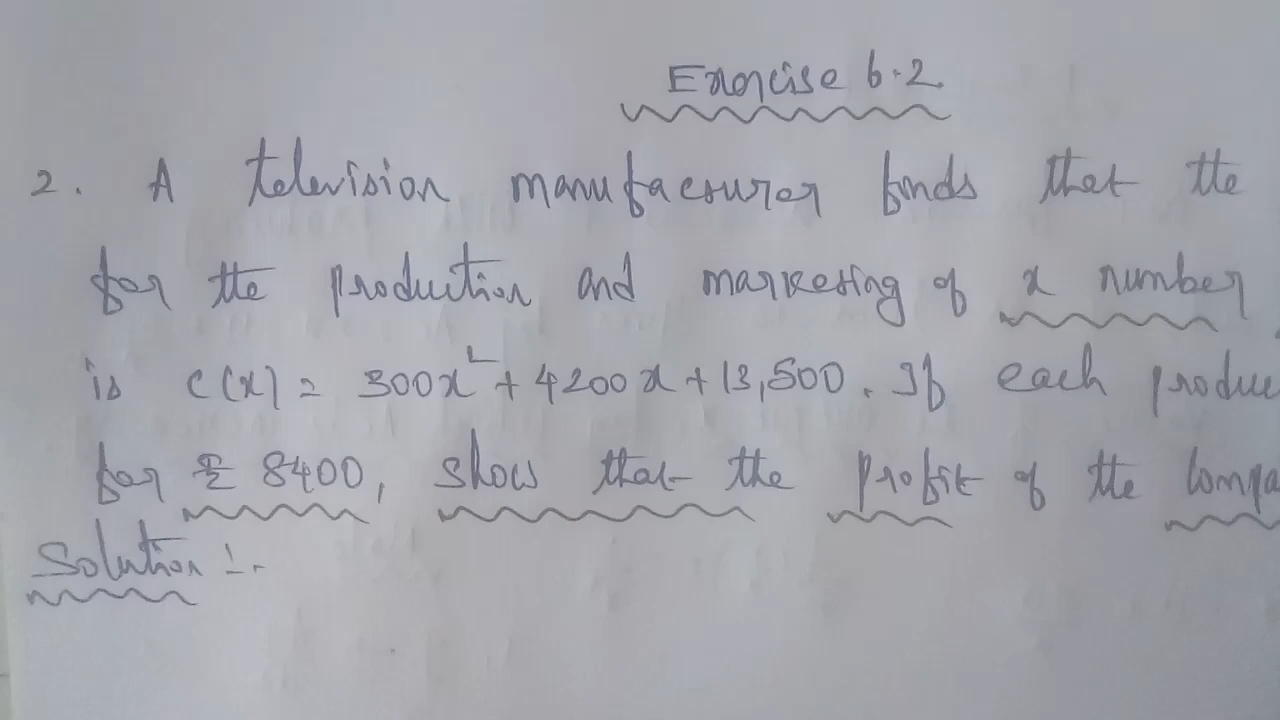 Exercise 6.2
2. A television manufacturer finds that the
for the production and marketing of x number
is C(x) = 300x² + 4200x + 13,500. If each produc
for ₹ 8400, show that the profit of the compa
Solution :-